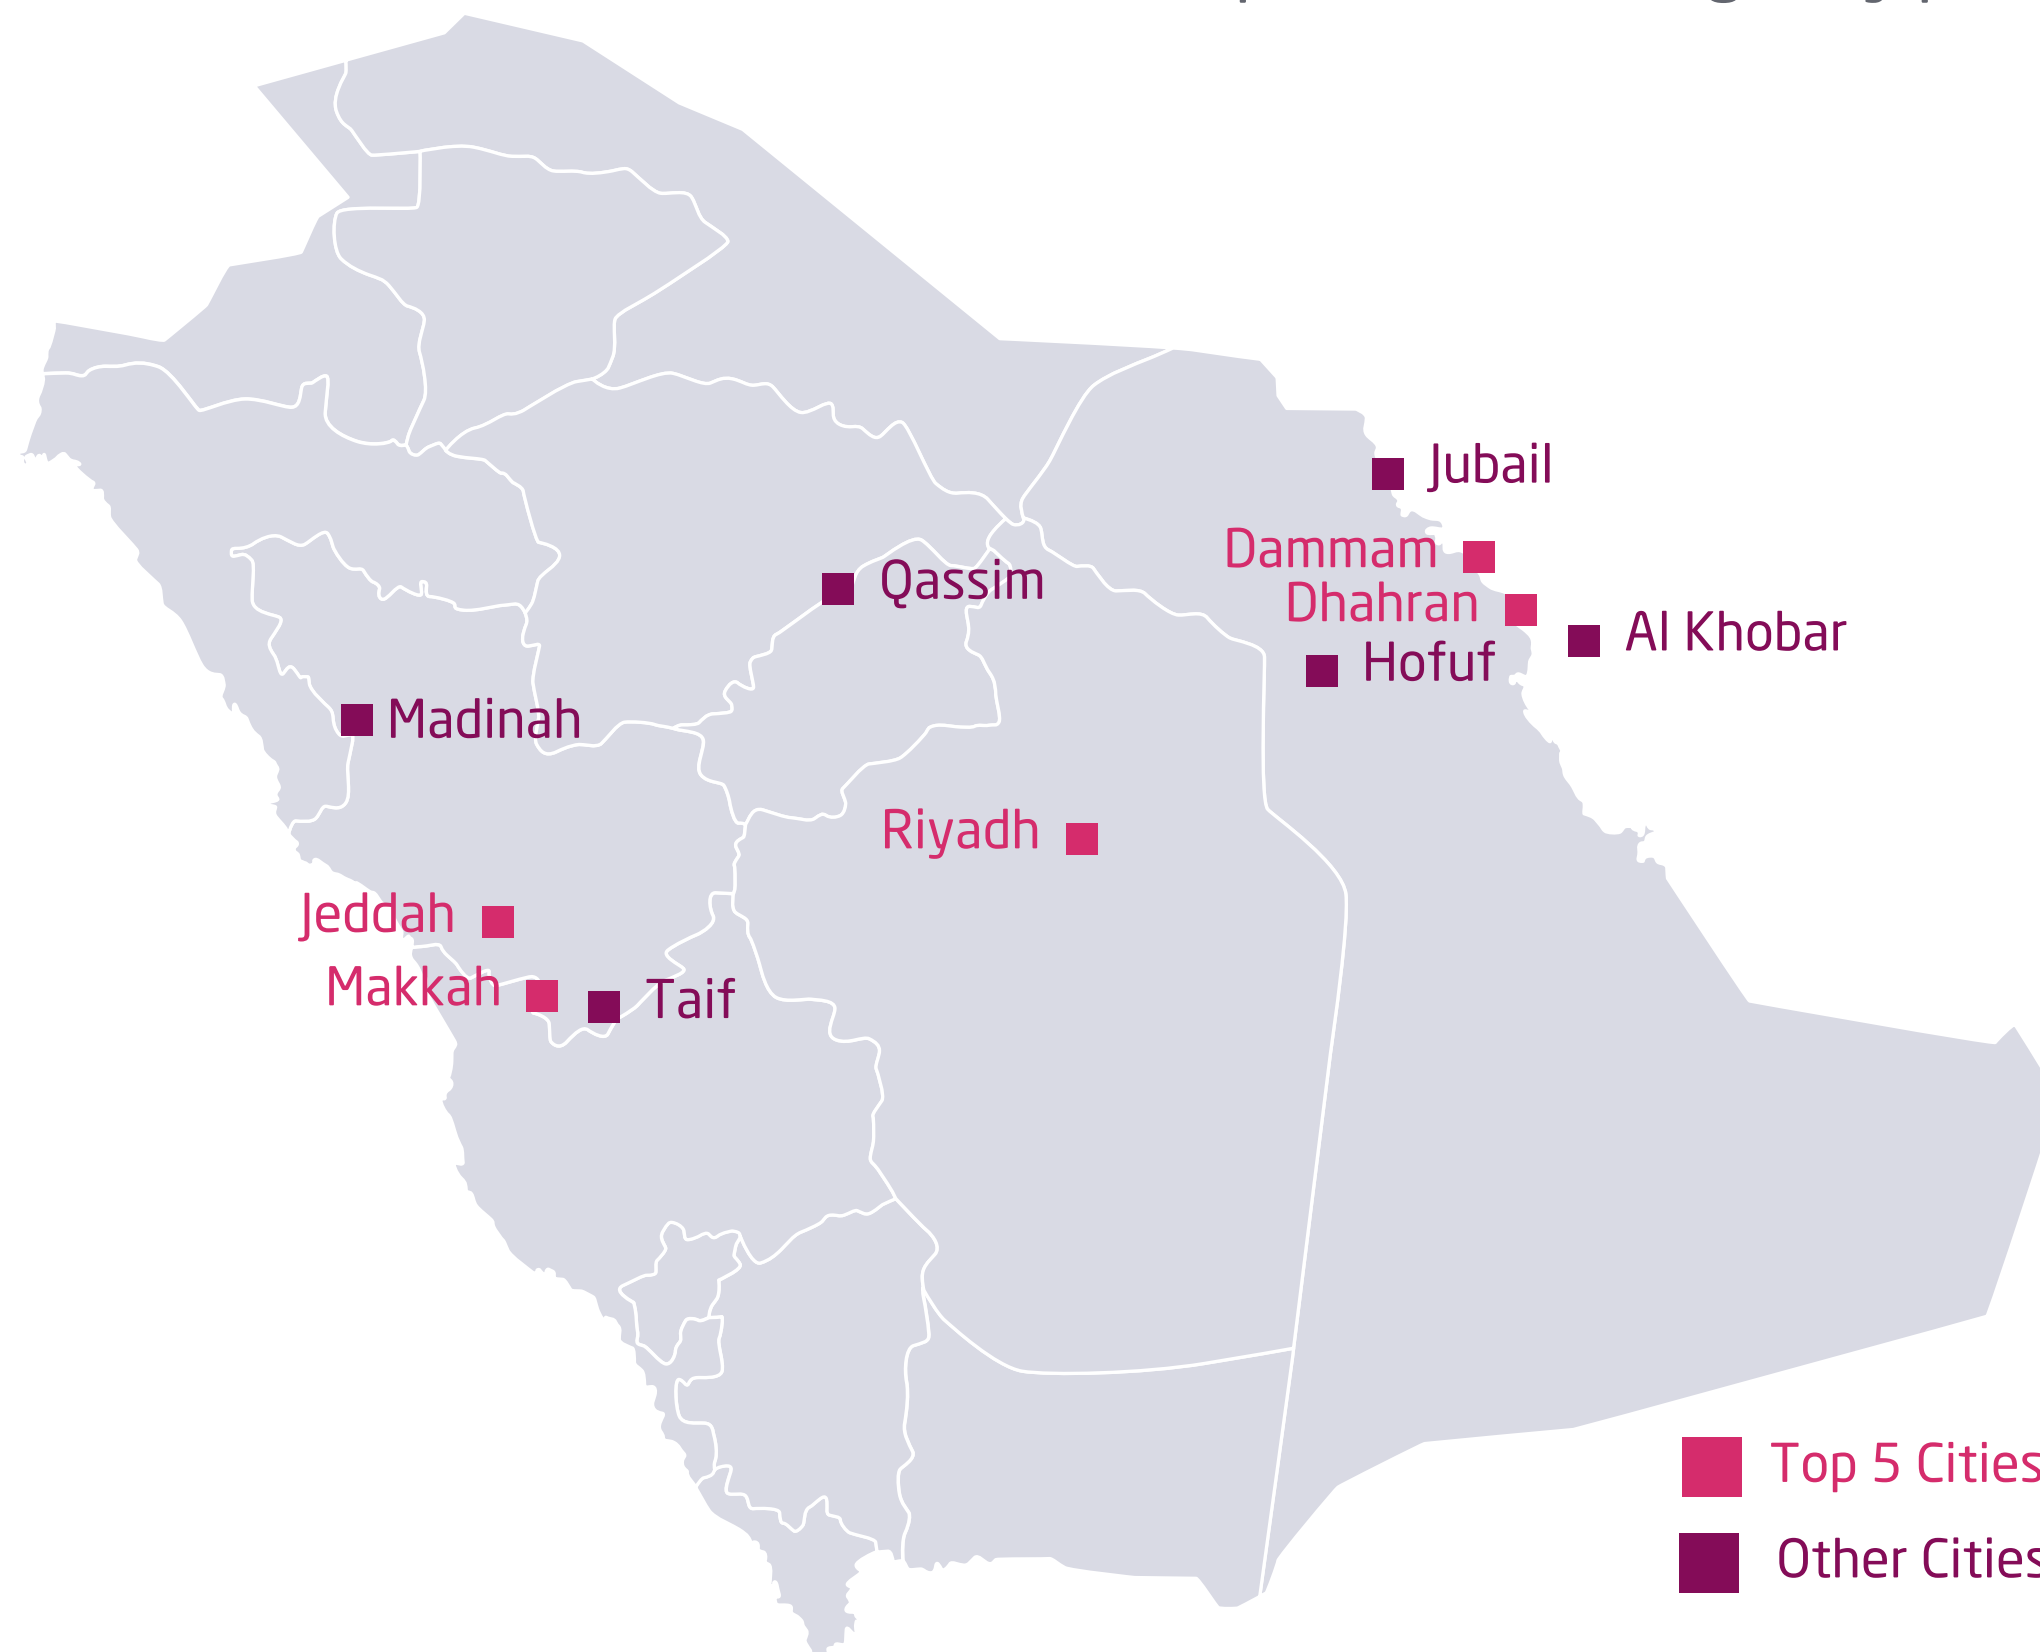 Jubail
Dammam
Qassim
Dhahran
Al Khobar
Hofuf
Madinah
Riyadh
Jeddah
Makkah
Taif
Top 5 Cities
Other Cities